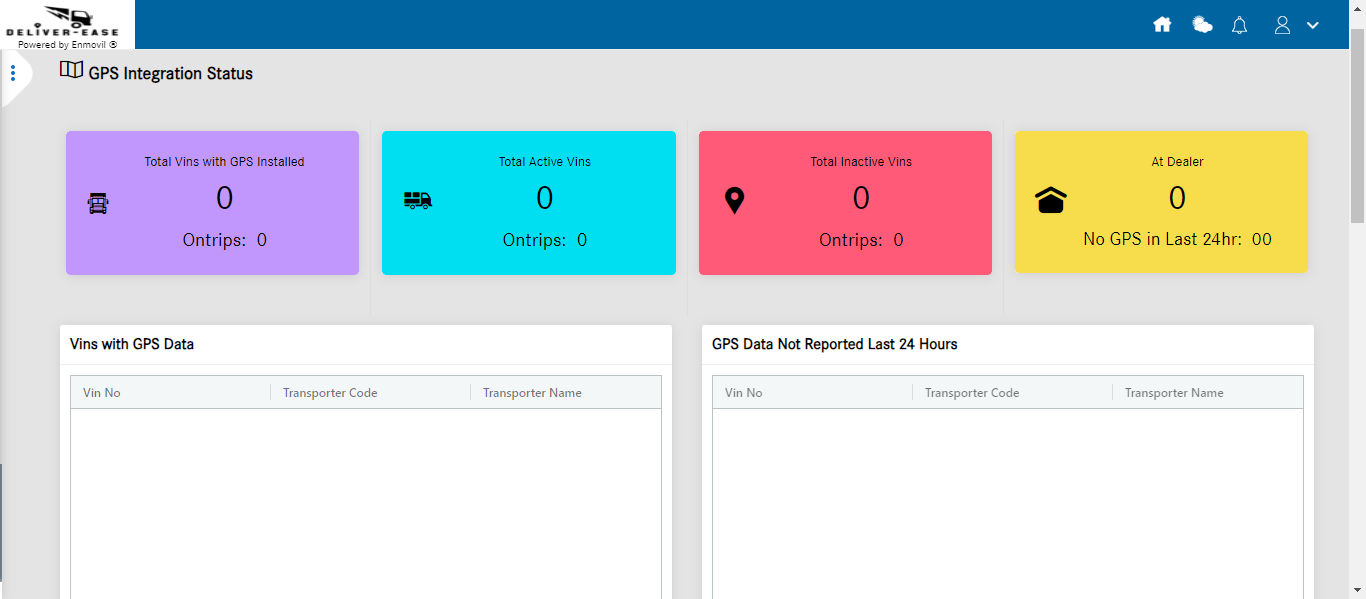 DELIVER-EASE
Powered by Enmovil ®
GPS Integration Status
Total Vins with GPS Installed
0
Ontrips: 0
Total Active Vins
0
Ontrips: 0
Total Inactive Vins
0
Ontrips: 0
At Dealer
0
No GPS in Last 24hr: 00
Vins with GPS Data
Vin No Transporter Code Transporter Name
GPS Data Not Reported Last 24 Hours
Vin No Transporter Code Transporter Name